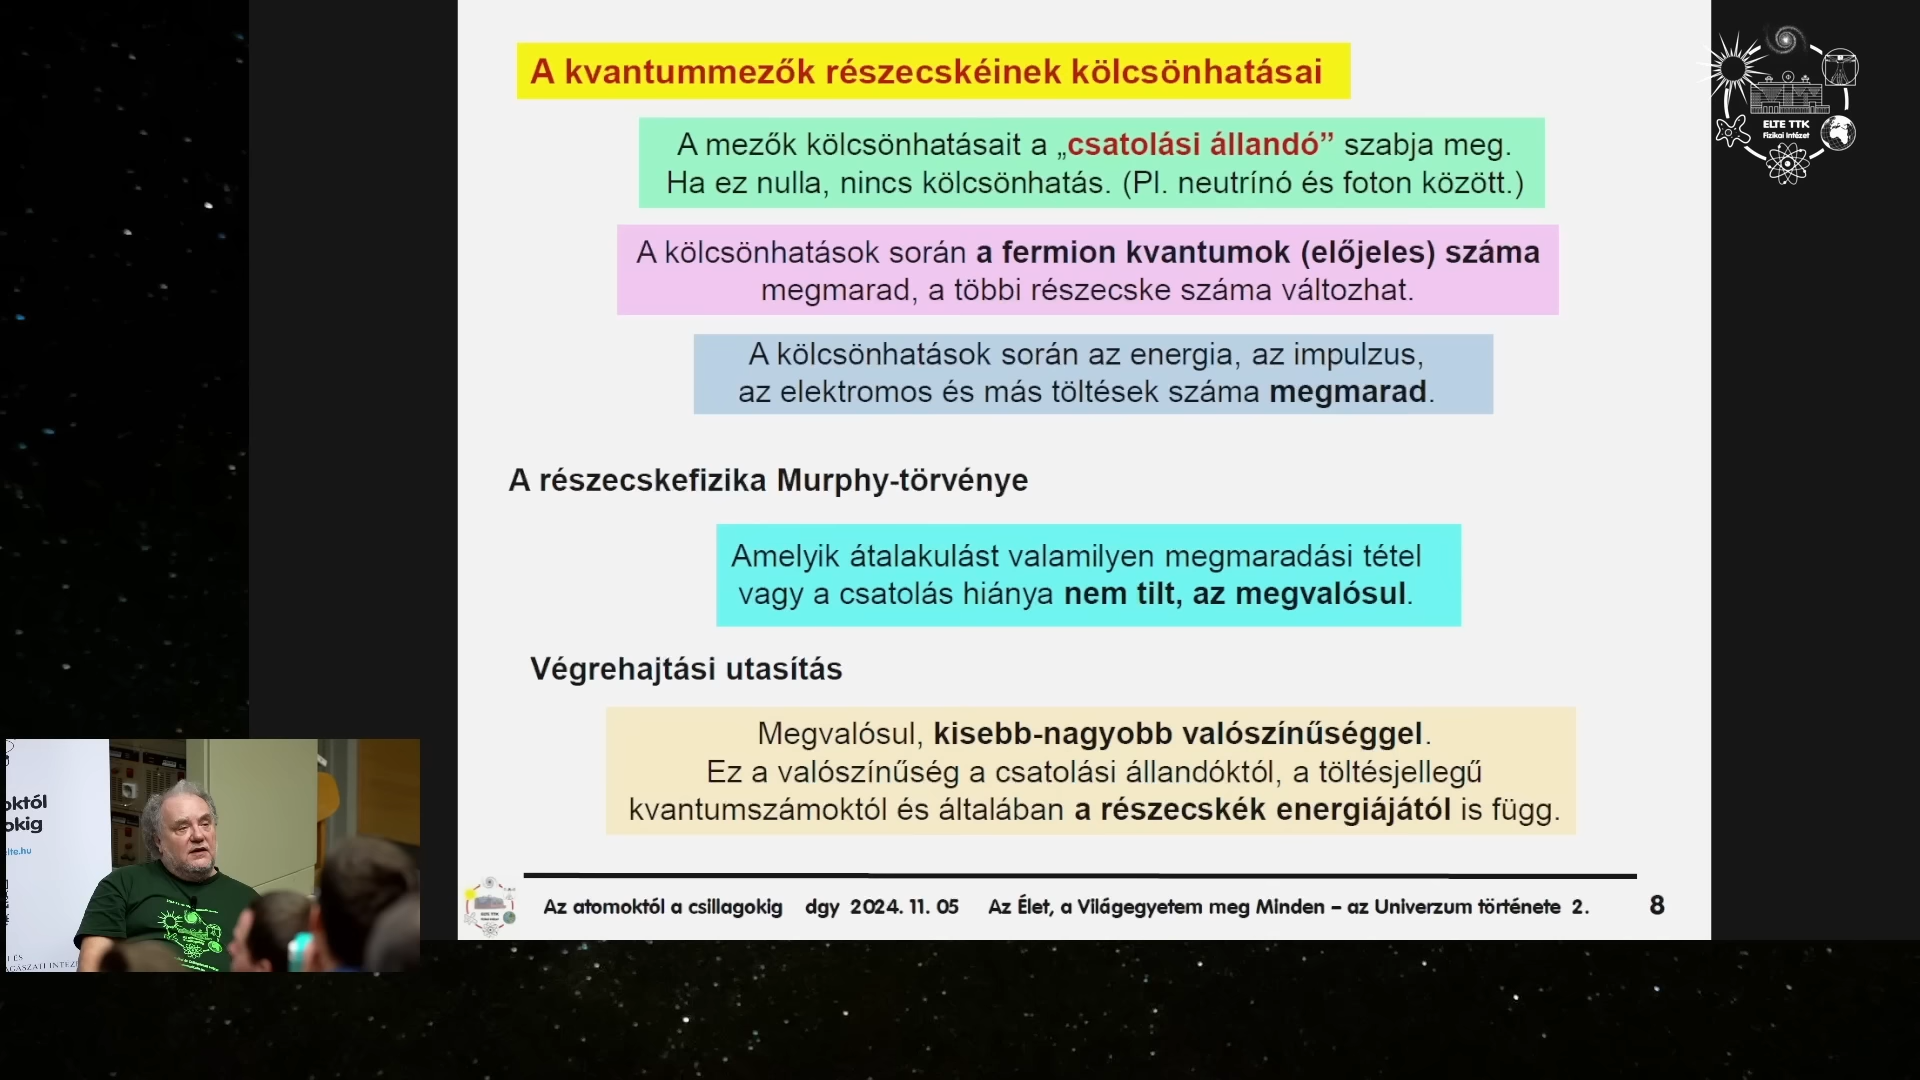 A kvantummezők részecskéinek kölcsönhatásai
A mezők kölcsönhatásait a „csatolási állandó” szabja meg.
Ha ez nulla, nincs kölcsönhatás. (Pl. neutrínó és foton között.)
A kölcsönhatások során a fermion kvantumok (előjeles) száma
megmarad, a többi részecske száma változhat.
A kölcsönhatások során az energia, az impulzus,
az elektromos és más töltések száma megmarad.
A részecskefizika Murphy-törvénye
Amelyik átalakulást valamilyen megmaradási tétel
vagy a csatolás hiánya nem tilt, az megvalósul.
Végrehajtási utasítás
Megvalósul, kisebb-nagyobb valószínűséggel.
Ez a valószínűség a csatolási állandóktól, a töltésjellegű
kvantumszámoktól és általában a részecskék energiájától is függ.
Az atomoktól a csillagokig dgy 2024. 11. 05 Az Élet, a Világegyetem meg Minden – az Univerzum története 2. 8
ELTE TTK
Fizikai Intézet
októl
okig
lte.hu